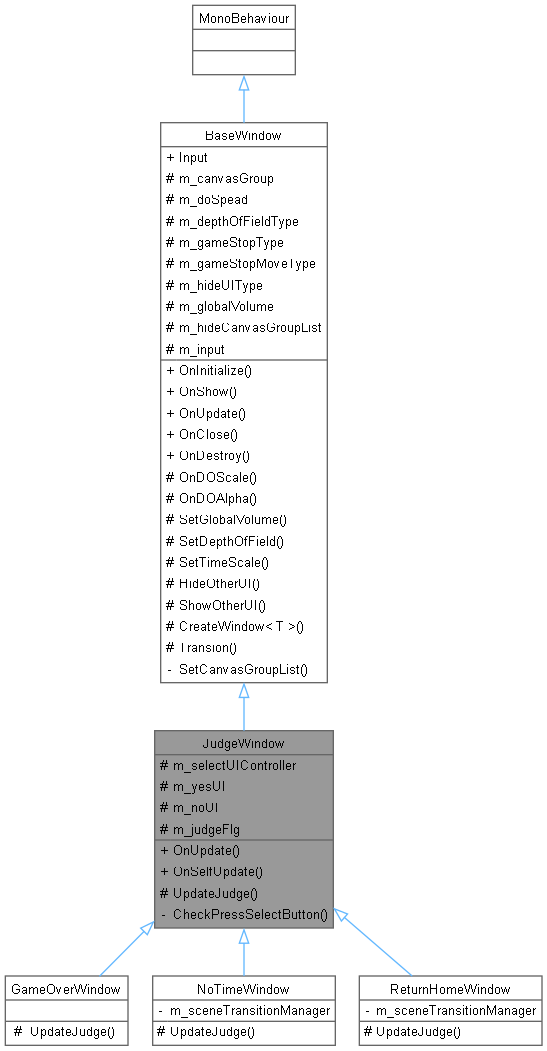 MonoBehaviour
BaseWindow
+ Input
# m_canvasGroup
# m_doSpead
# m_depthOfFieldType
# m_gameStopType
# m_gameStopMoveType
# m_hideUIType
# m_globalVolume
# m_hideCanvasGroupList
# m_input
+ OnInitialize()
+ OnShow()
+ OnUpdate()
+ OnClose()
+ OnDestroy()
# OnDOScale()
# OnDOAlpha()
# SetGlobalVolume()
# SetDepthOfField()
# SetTimeScale()
# HideOtherUI()
# ShowOtherUI()
# CreateWindow< T >()
# Transion()
- SetCanvasGroupList()
JudgeWindow
# m_selectUIController
# m_yesUI
# m_noUI
# m_judgeFlg
+ OnUpdate()
+ OnSelfUpdate()
# UpdateJudge()
- CheckPressSelectButton()
GameOverWindow
# UpdateJudge()
NoTimeWindow
- m_sceneTransitionManager
# UpdateJudge()
ReturnHomeWindow
- m_sceneTransitionManager
# UpdateJudge()